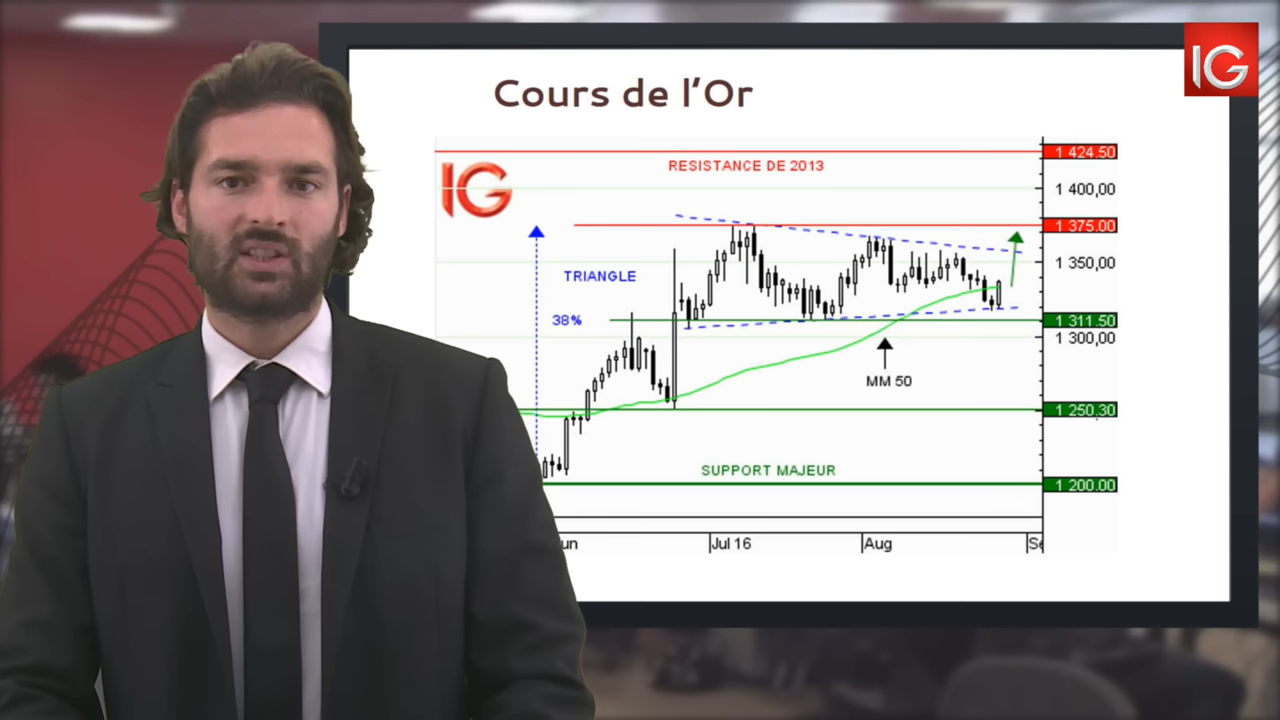 IG
Cours de l'Or
IG
RESISTANCE DE 2013
1 424.50
1 400,00
1 375.00
TRIANGLE
1 350,00
38%
1 311.50
1 300,00
MM 50
1 250.30
SUPPORT MAJEUR
1 200.00
un
Jul 16
Aug
Se